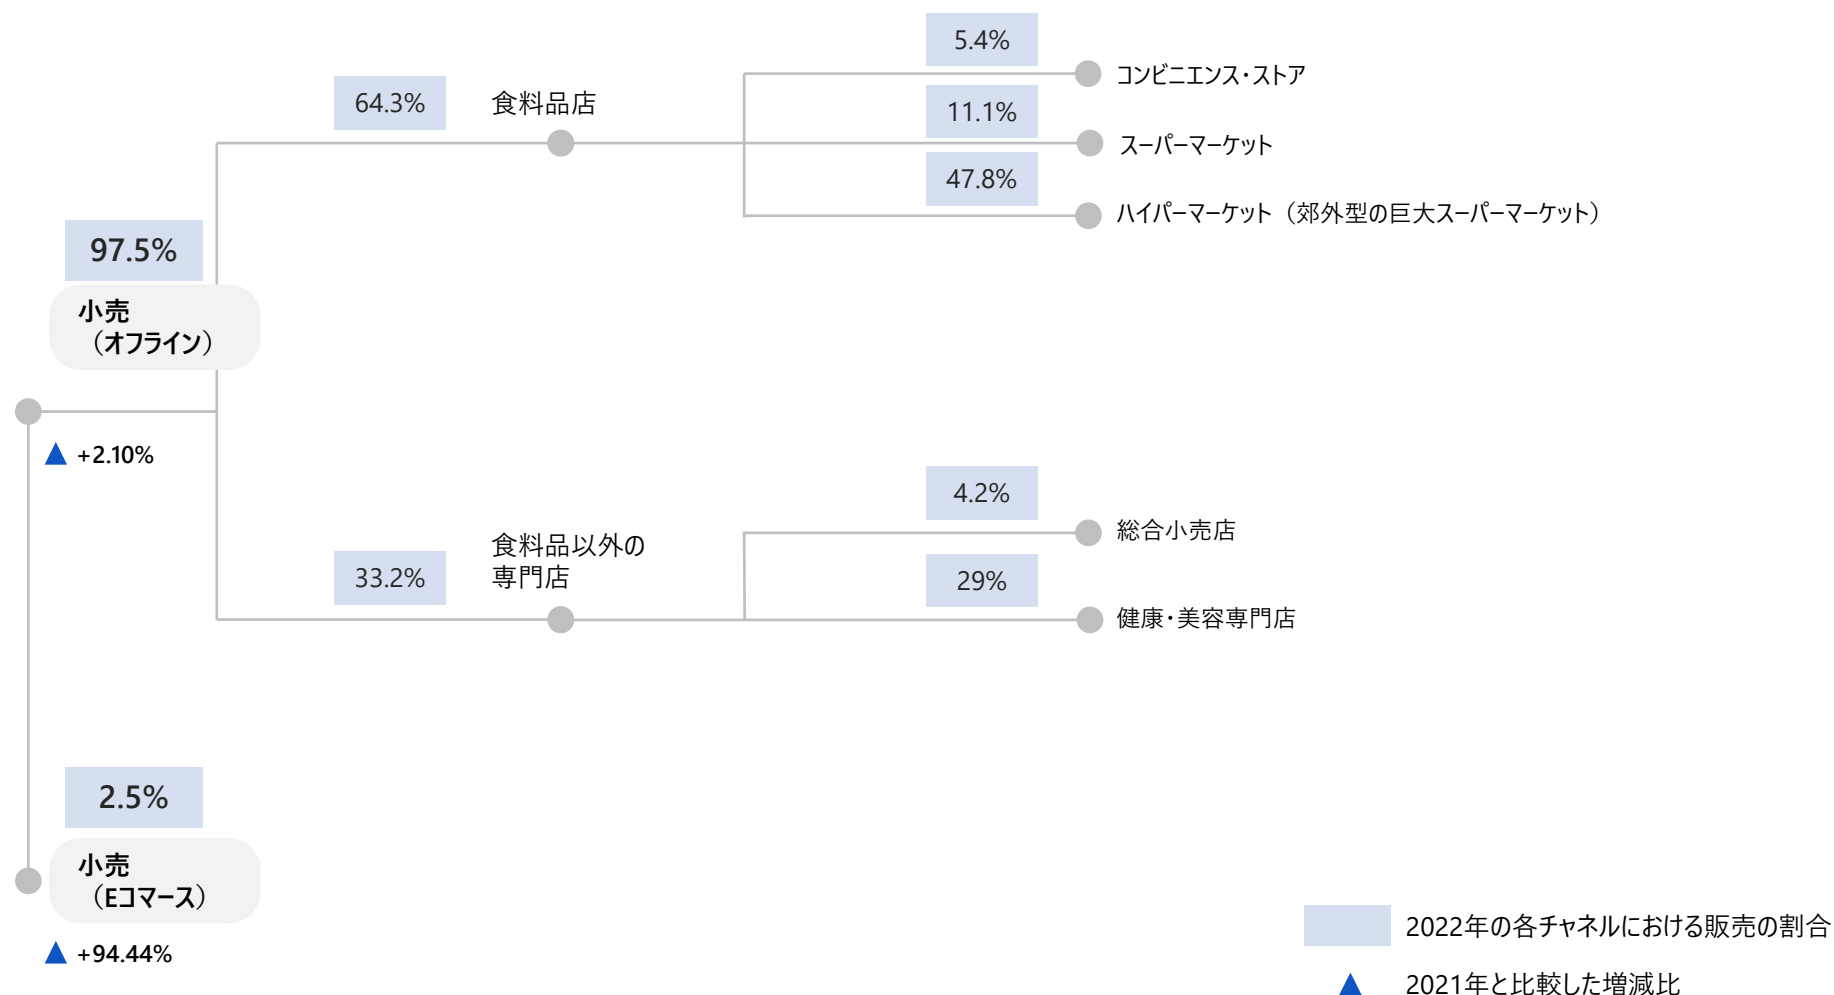 5.4%
コンビニエンス・ストア
64.3%
食料品店
11.1%
スーパーマーケット
47.8%
ハイパーマーケット（郊外型の巨大スーパーマーケット）
97.5%
小売
（オフライン）
▲ +2.10%
4.2%
総合小売店
33.2%
食料品以外の
専門店
29%
健康・美容専門店
2.5%
小売
（Eコマース）
▲ +94.44%
2022年の各チャネルにおける販売の割合
▲ 2021年と比較した増減比